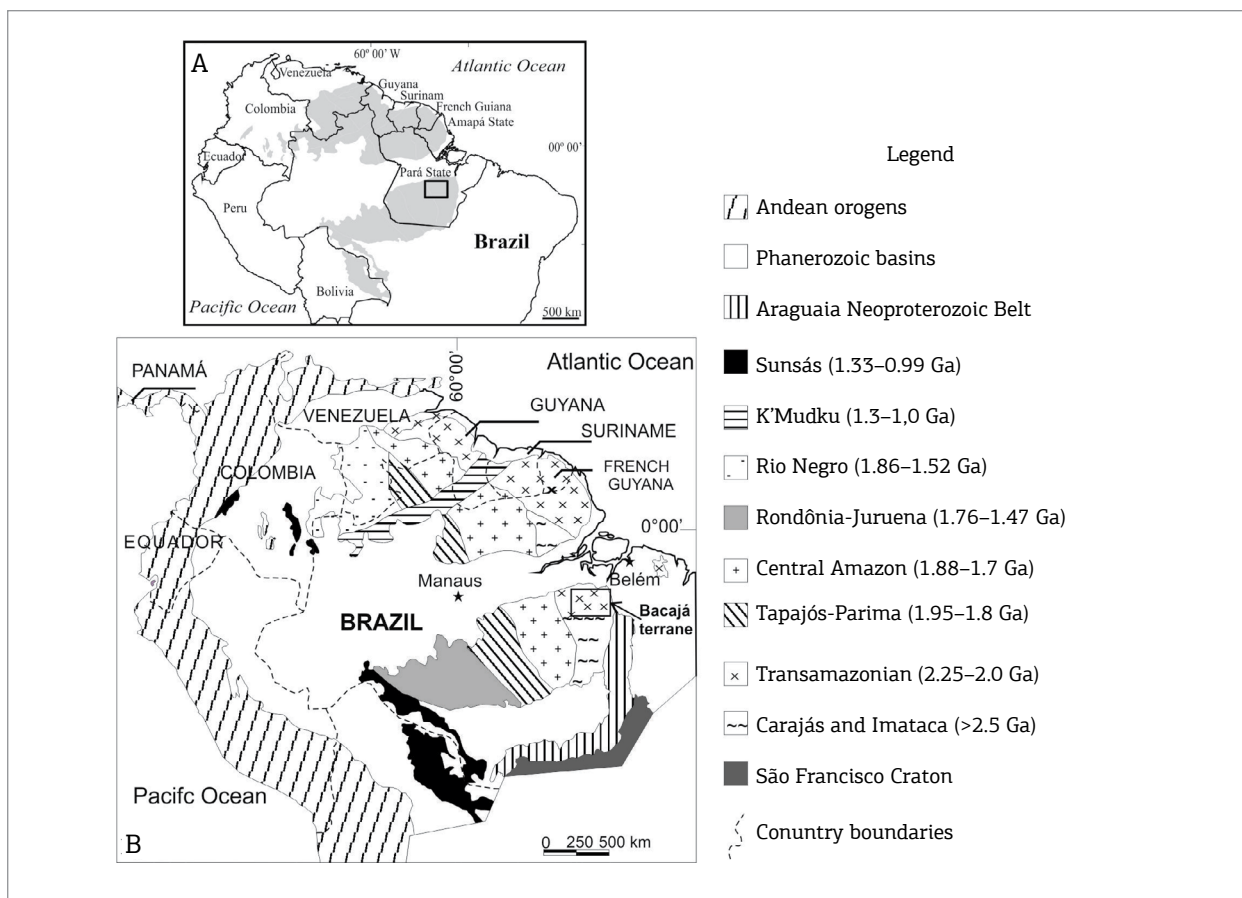 A
60º 00' W
Atlantic Ocean
Venezuela
Guyana
Surinam
French Guiana
Amapá State
Colombia
00º 00'
Ecuador
Pará State
Peru
Brazil
Bolivia
Pacific Ocean
500 km
B
60°00'
Atlantic Ocean
PANAMÁ
VENEZUELA
GUYANA
SURINAME
COLOMBIA
FRENCH
GUYANA
0°00'
EQUADOR
Manaus
Belém
BRAZIL
Bacajá
terrane
Pacifc Ocean
0 250 500 km
Legend
Andean orogens
Phanerozoic basins
Araguaia Neoproterozoic Belt
Sunsás (1.33–0.99 Ga)
K'Mudku (1.3–1,0 Ga)
Rio Negro (1.86–1.52 Ga)
Rondônia-Juruena (1.76–1.47 Ga)
Central Amazon (1.88–1.7 Ga)
Tapajós-Parima (1.95–1.8 Ga)
Transamazonian (2.25–2.0 Ga)
Carajás and Imataca (>2.5 Ga)
São Francisco Craton
Conuntry boundaries